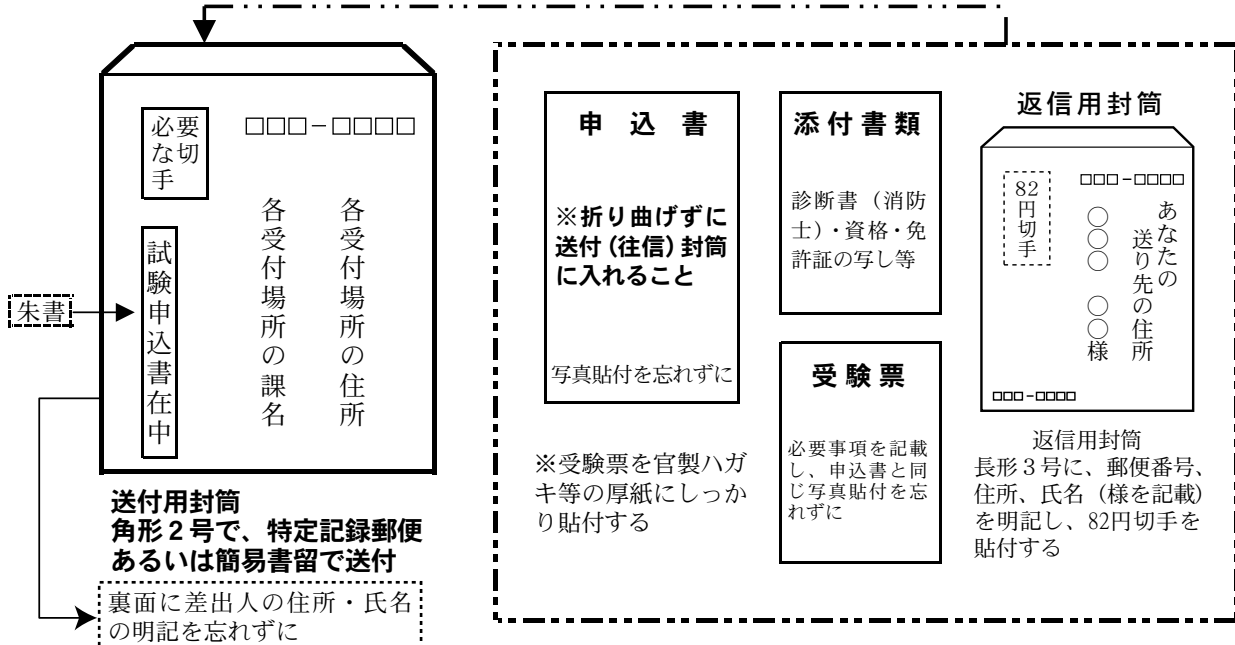 必要な切手
□□□-□□□□
各受付場所の住所
各受付場所の課名
試験申込書在中
朱書
送付用封筒
角形２号で、特定記録郵便
あるいは簡易書留で送付
裏面に差出人の住所・氏名
の明記を忘れずに
申込書
※折り曲げずに
送付（往信）封筒
に入れること
写真貼付を忘れずに
※受験票を官製ハガ
キ等の厚紙にしっか
り貼付する
添付書類
診断書（消防
士）・資格・免
許証の写し等
受験票
必要事項を記載
し、申込書と同
じ写真貼付を忘
れずに
返信用封筒
82円切手
□□□-□□□□
あなたの
送り先の住所
○○○　○○様
□□□-□□□□
返信用封筒
長形３号に、郵便番号、
住所、氏名（様を記載）
を明記し、82円切手を
貼付する